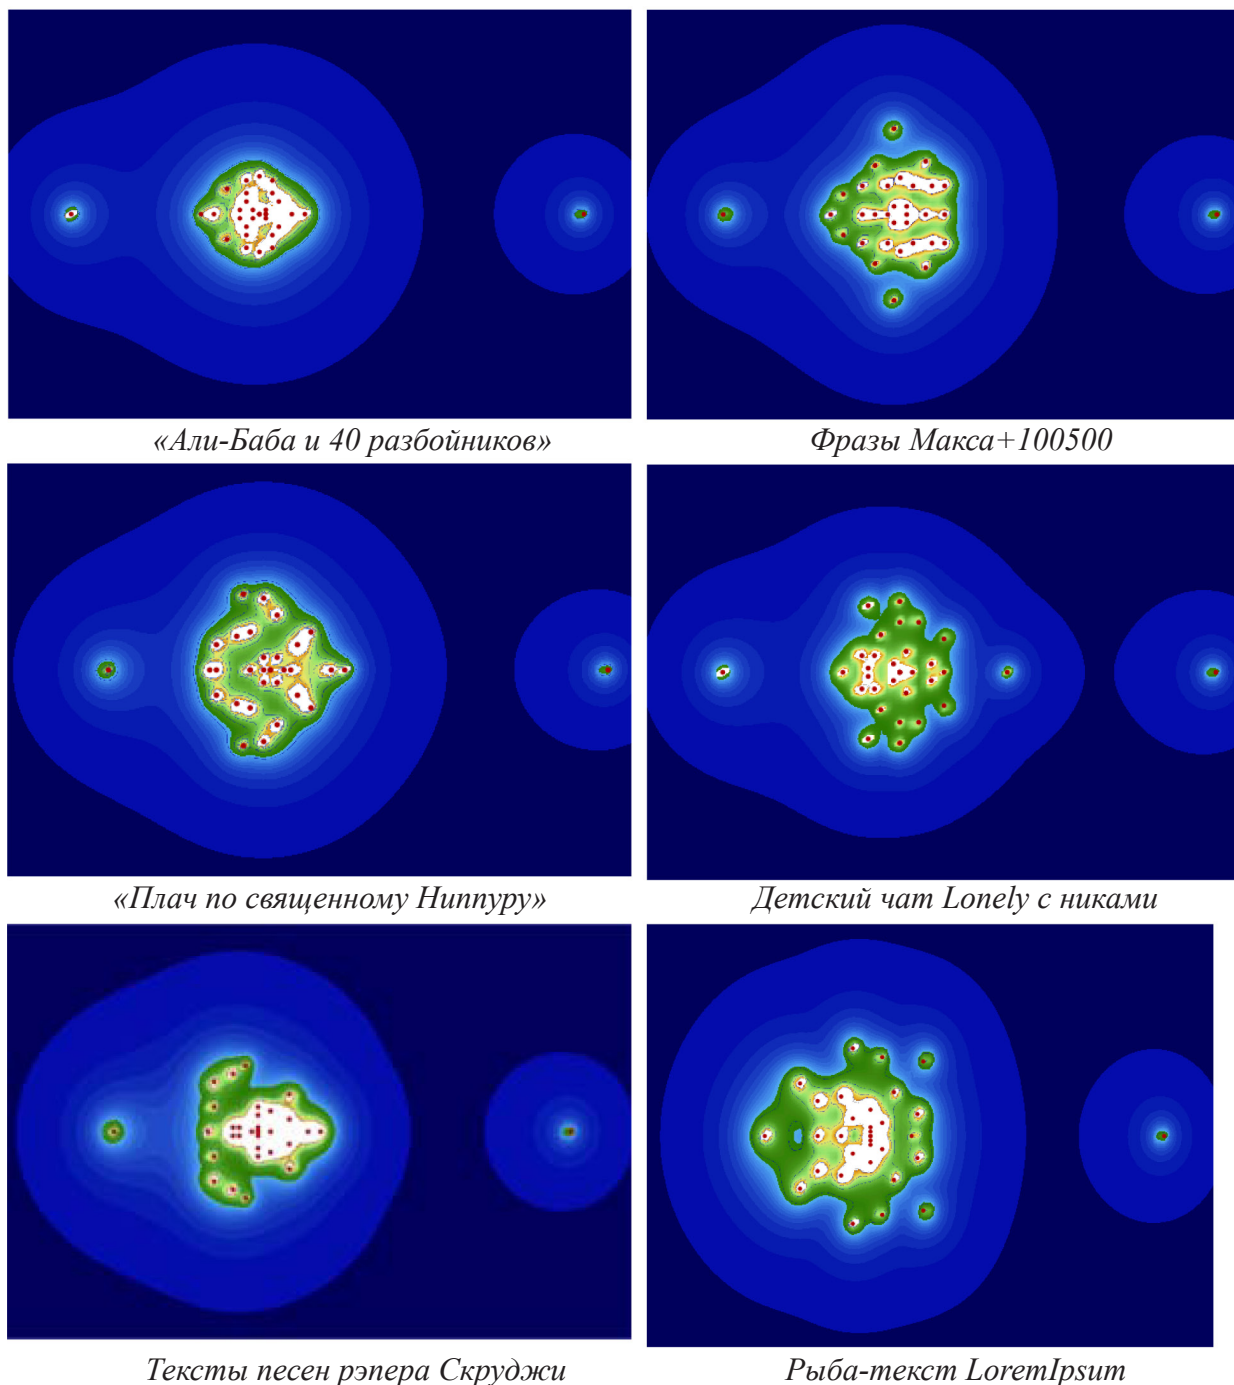 «Али-Баба и 40 разбойников»
Фразы Макса+100500
«Плач по священному Ниппуру»
Детский чат Lonely с никами
Тексты песен рэпера Скруджи
Рыба-текст LoremIpsum